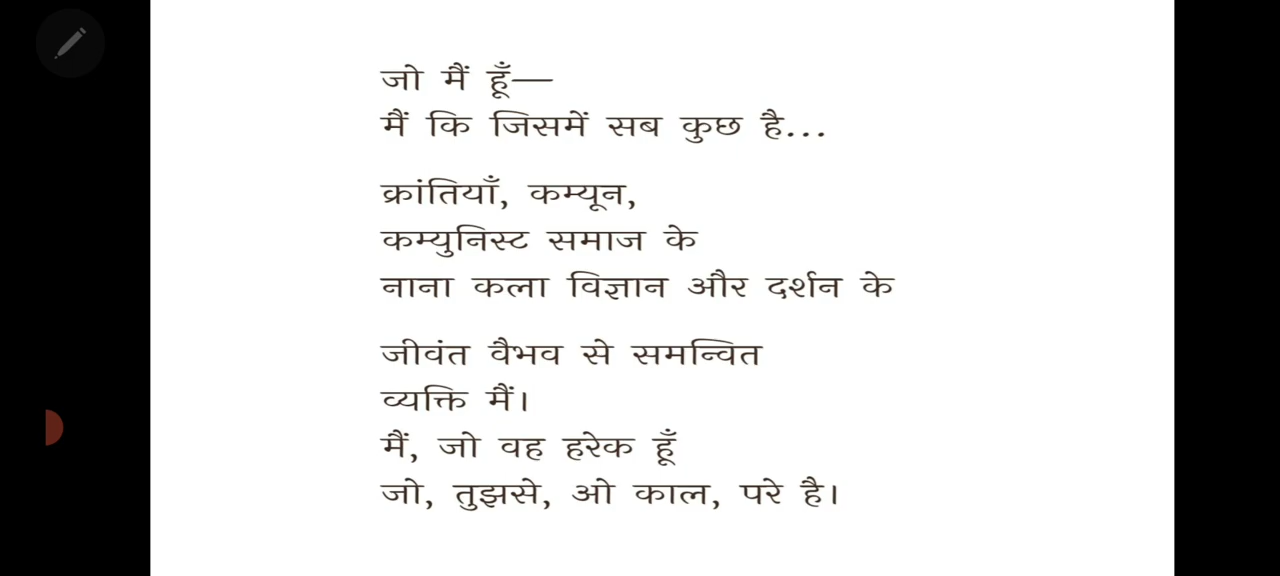 जो मैं हूँ—
मैं कि जिसमें सब कुछ है...
क्रांतियाँ, कम्यून,
कम्युनिस्ट समाज के
नाना कला विज्ञान और दर्शन के
जीवंत वैभव से समन्वित
व्यक्ति मैं।
मैं, जो वह हरेक हूँ
जो, तुझसे, ओ काल, परे है।